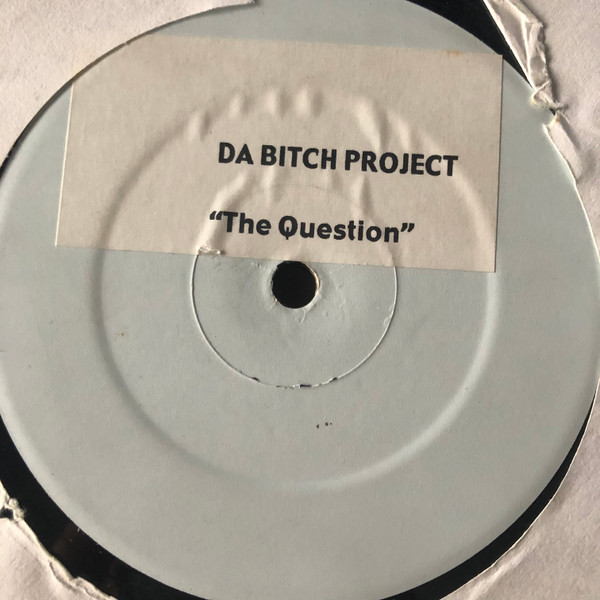 DA BITCH PROJECT
“The Question”